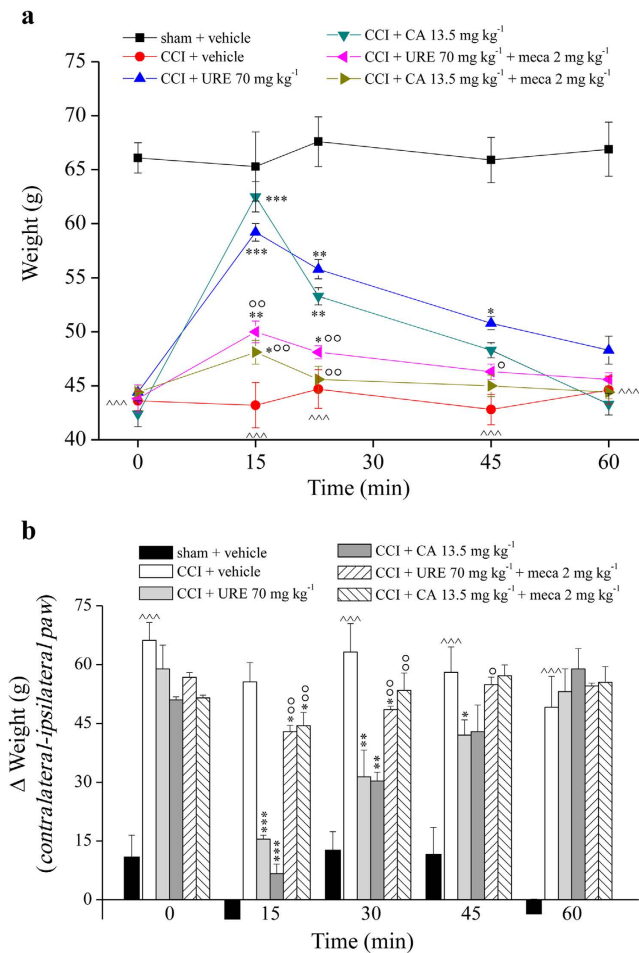 a
sham + vehicle
CCI + vehicle
CCI + URE 70 mg kg⁻¹
CCI + CA 13.5 mg kg⁻¹
CCI + URE 70 mg kg⁻¹ + meca 2 mg kg⁻¹
CCI + CA 13.5 mg kg⁻¹ + meca 2 mg kg⁻¹
Weight (g)
75
70
65
60
55
50
45
40
***
***
**
**
*
°°
**
*°°
*°°
°°
°
^^^
^^^
^^^
^^^
^^^
0 15 30 45 60
Time (min)
b
sham + vehicle
CCI + vehicle
CCI + URE 70 mg kg⁻¹
CCI + CA 13.5 mg kg⁻¹
CCI + URE 70 mg kg⁻¹ + meca 2 mg kg⁻¹
CCI + CA 13.5 mg kg⁻¹ + meca 2 mg kg⁻¹
Δ Weight (g)
(contralateral-ipsilateral paw)
75
60
45
30
15
0
^^^
***
***
*°°
*°°
^^^
**
**
*°°
°°
^^^
*
°
^^^
0 15 30 45 60
Time (min)